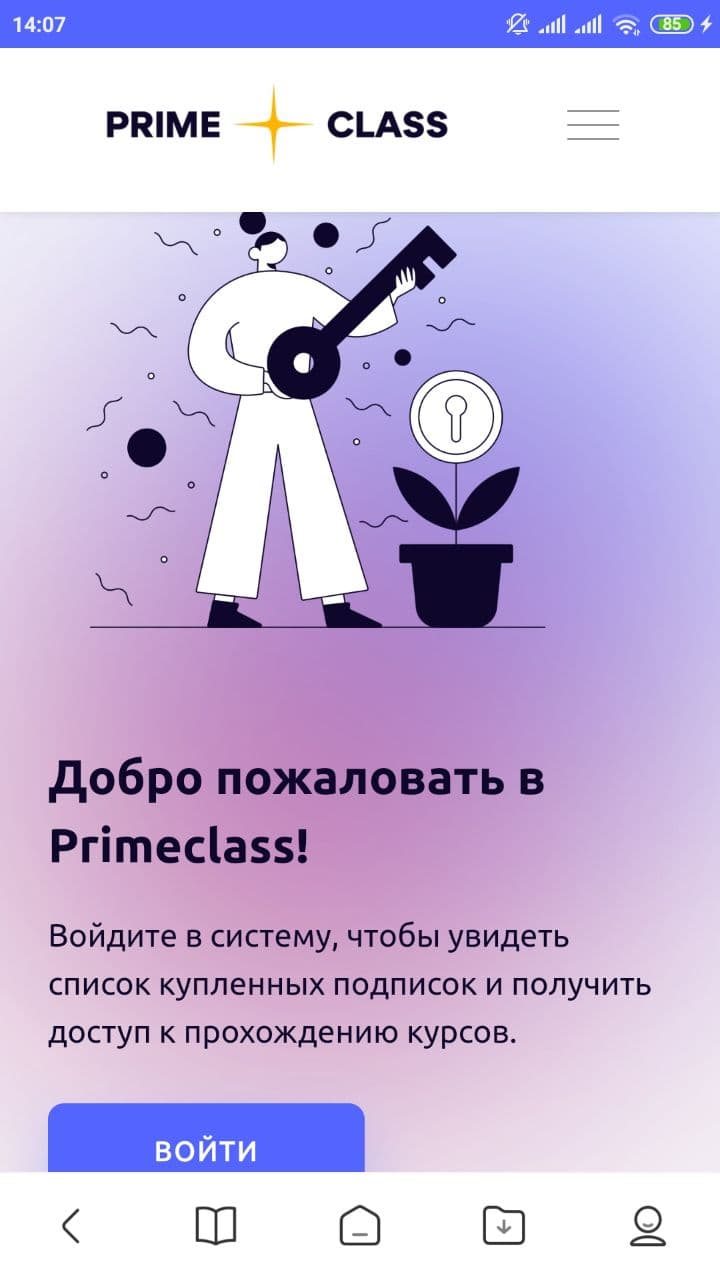 14:07
85
PRIME CLASS
Добро пожаловать в
Primeclass!
Войдите в систему, чтобы увидеть
список купленных подписок и получить
доступ к прохождению курсов.
ВОЙТИ